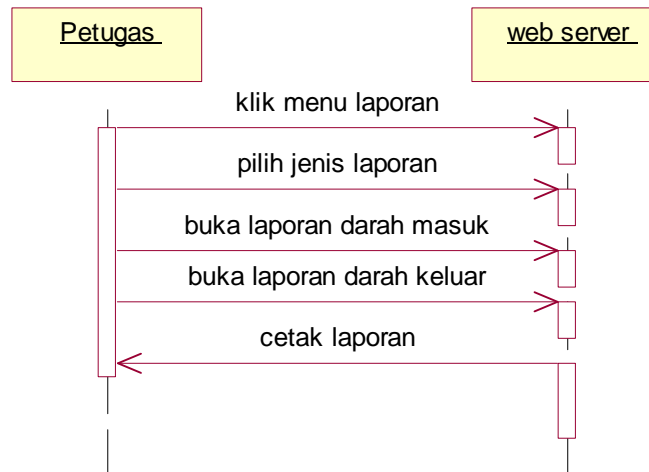 Petugas
web server
klik menu laporan
pilih jenis laporan
buka laporan darah masuk
buka laporan darah keluar
cetak laporan